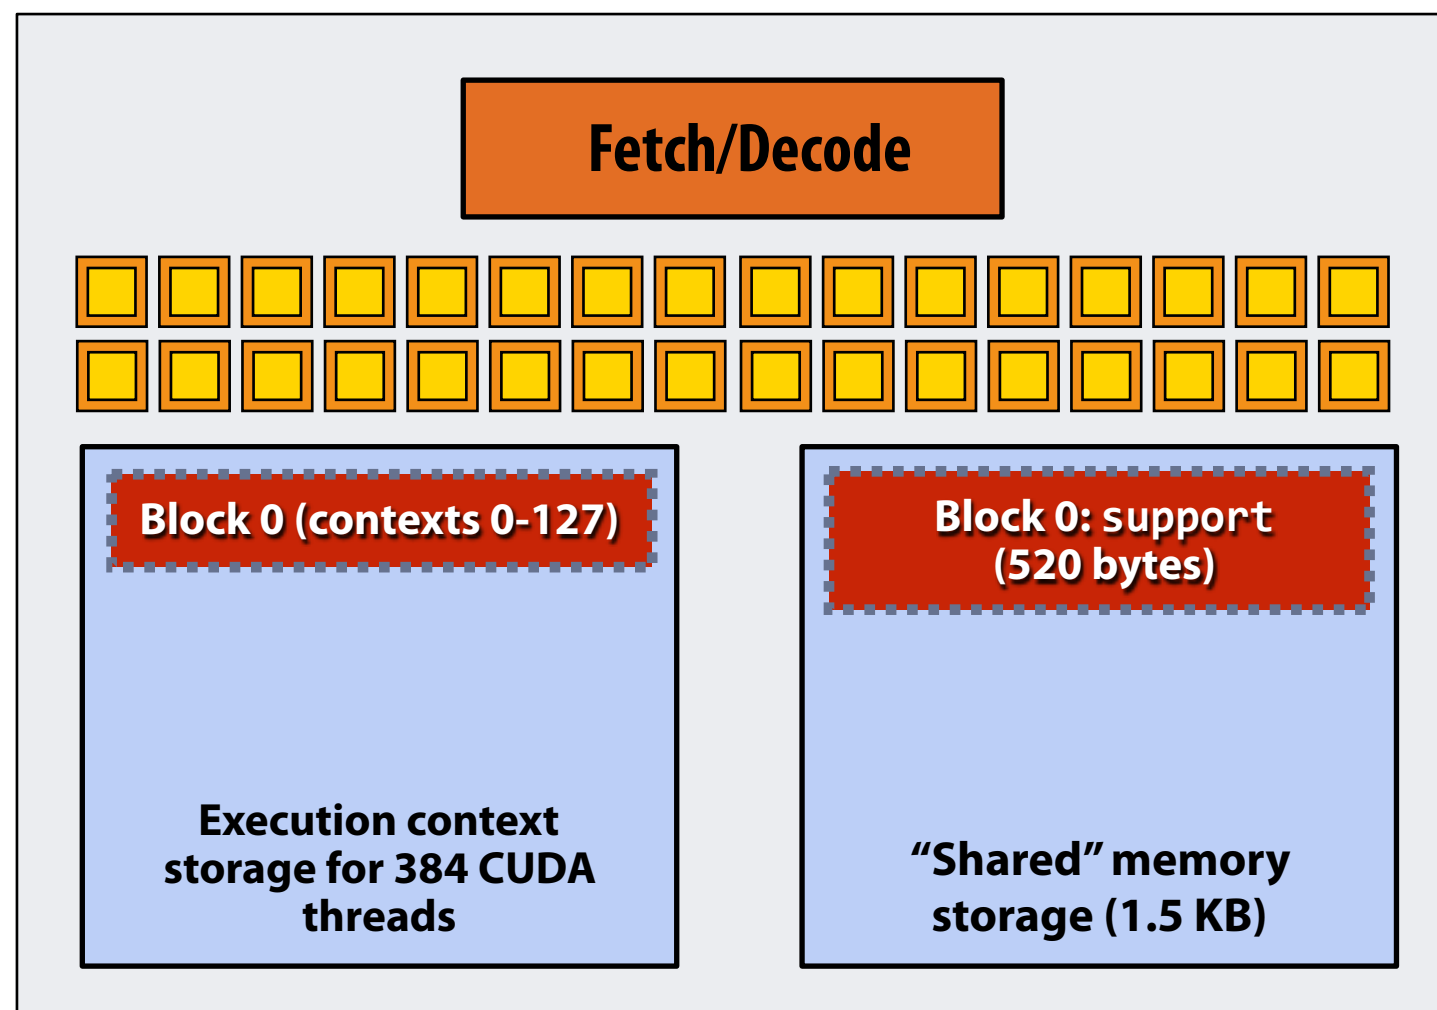 Fetch/Decode
Block 0 (contexts 0-127)
Block 0: support
(520 bytes)
Execution context
storage for 384 CUDA
threads
“Shared” memory
storage (1.5 KB)